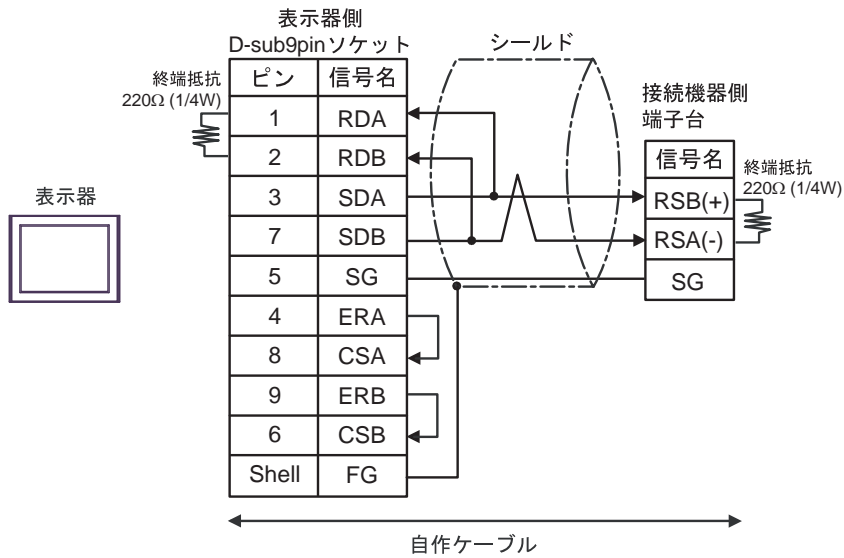 表示器側
D-sub9pinソケット
シールド
終端抵抗
220Ω (1/4W)
ピン 信号名
1 RDA
2 RDB
3 SDA
7 SDB
5 SG
4 ERA
8 CSA
9 ERB
6 CSB
Shell FG
表示器
接続機器側
端子台
信号名
RSB(+)
RSA(-)
SG
終端抵抗
220Ω (1/4W)
自作ケーブル